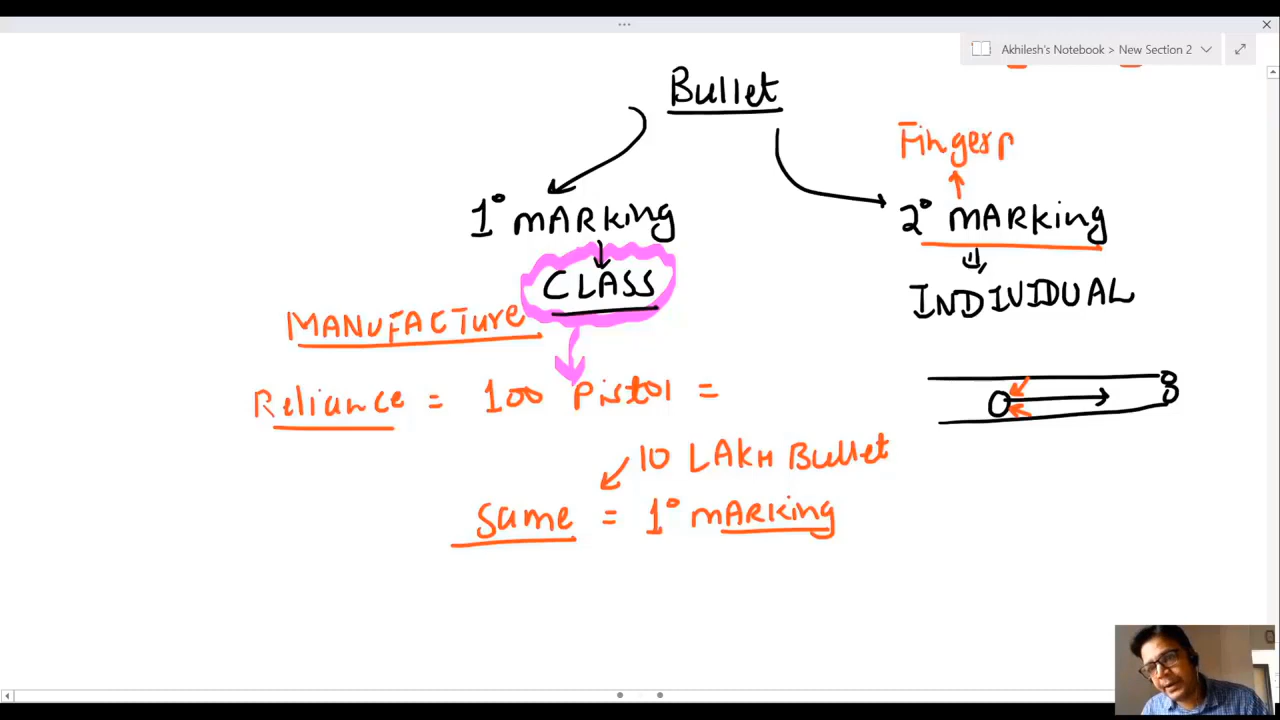 Akhilesh's Notebook > New Section 2
Bullet
Fingerp
1° MARKing
2° MARKing
CLASS
INDIVIDUAL
MANUFACTure
Reliance = 100 Pistol =
10 LAKH Bullet
Same = 1° MARKing